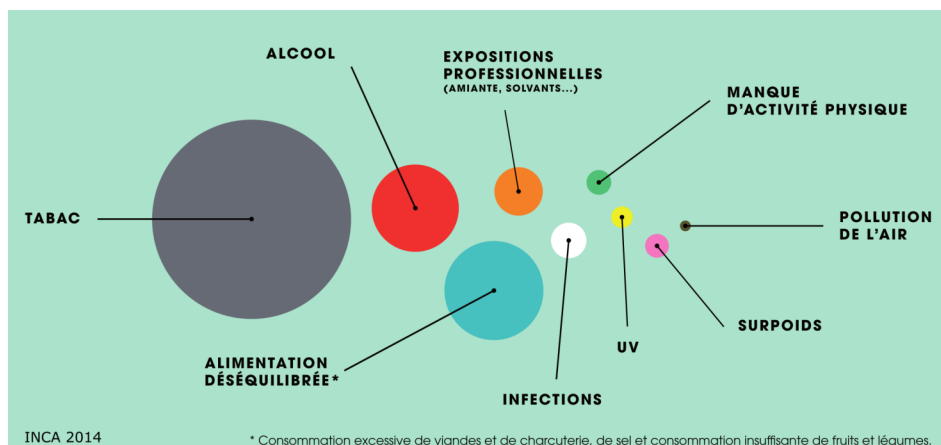 ALCOOL
EXPOSITIONS
PROFESSIONNELLES
(AMIANTE, SOLVANTS...)
MANQUE
D'ACTIVITÉ PHYSIQUE
TABAC
POLLUTION
DE L'AIR
SURPOIDS
UV
ALIMENTATION
DÉSÉQUILIBRÉE*
INFECTIONS
INCA 2014
* Consommation excessive de viandes et de charcuterie, de sel et consommation insuffisante de fruits et légumes.